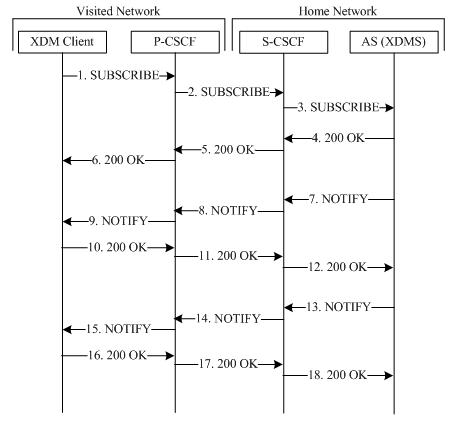 Visited Network
Home Network
XDM Client
P-CSCF
S-CSCF
AS (XDMS)
1. SUBSCRIBE
2. SUBSCRIBE
3. SUBSCRIBE
4. 200 OK
5. 200 OK
6. 200 OK
7. NOTIFY
8. NOTIFY
9. NOTIFY
10. 200 OK
11. 200 OK
12. 200 OK
13. NOTIFY
14. NOTIFY
15. NOTIFY
16. 200 OK
17. 200 OK
18. 200 OK